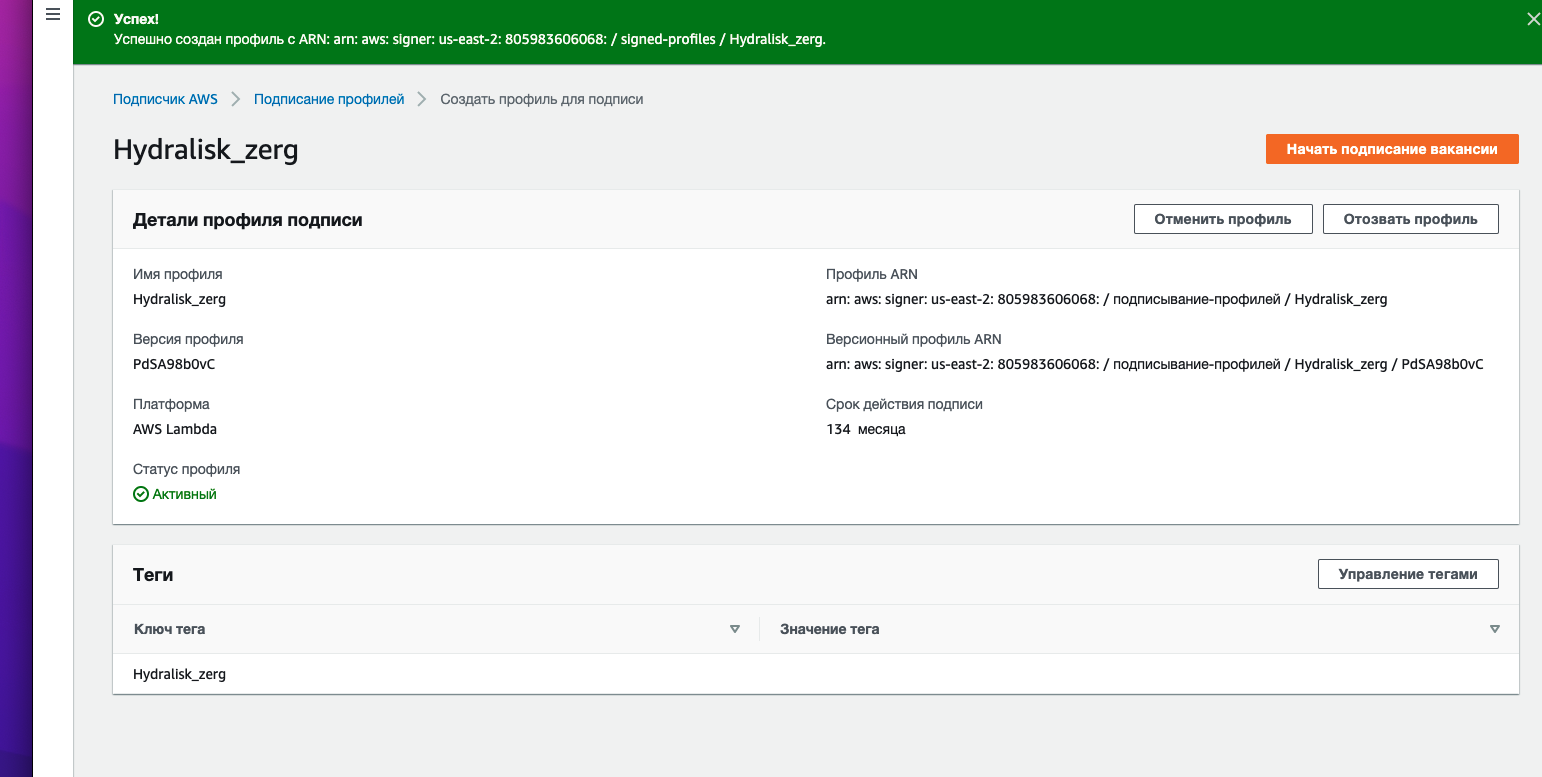 Успех!
Успешно создан профиль с ARN: arn: aws: signer: us-east-2: 805983606068: / signed-profiles / Hydralisk_zerg.
Подписчик AWS
Подписание профилей
Создать профиль для подписи
Hydralisk_zerg
Начать подписание вакансии
Детали профиля подписи
Отменить профиль
Отозвать профиль
Имя профиля
Hydralisk_zerg
Профиль ARN
arn: aws: signer: us-east-2: 805983606068: / подписывание-профилей / Hydralisk_zerg
Версия профиля
PdSA98b0vC
Версионный профиль ARN
arn: aws: signer: us-east-2: 805983606068: / подписывание-профилей / Hydralisk_zerg / PdSA98b0vC
Платформа
AWS Lambda
Срок действия подписи
134 месяца
Статус профиля
Активный
Теги
Управление тегами
Ключ тега
Значение тега
Hydralisk_zerg